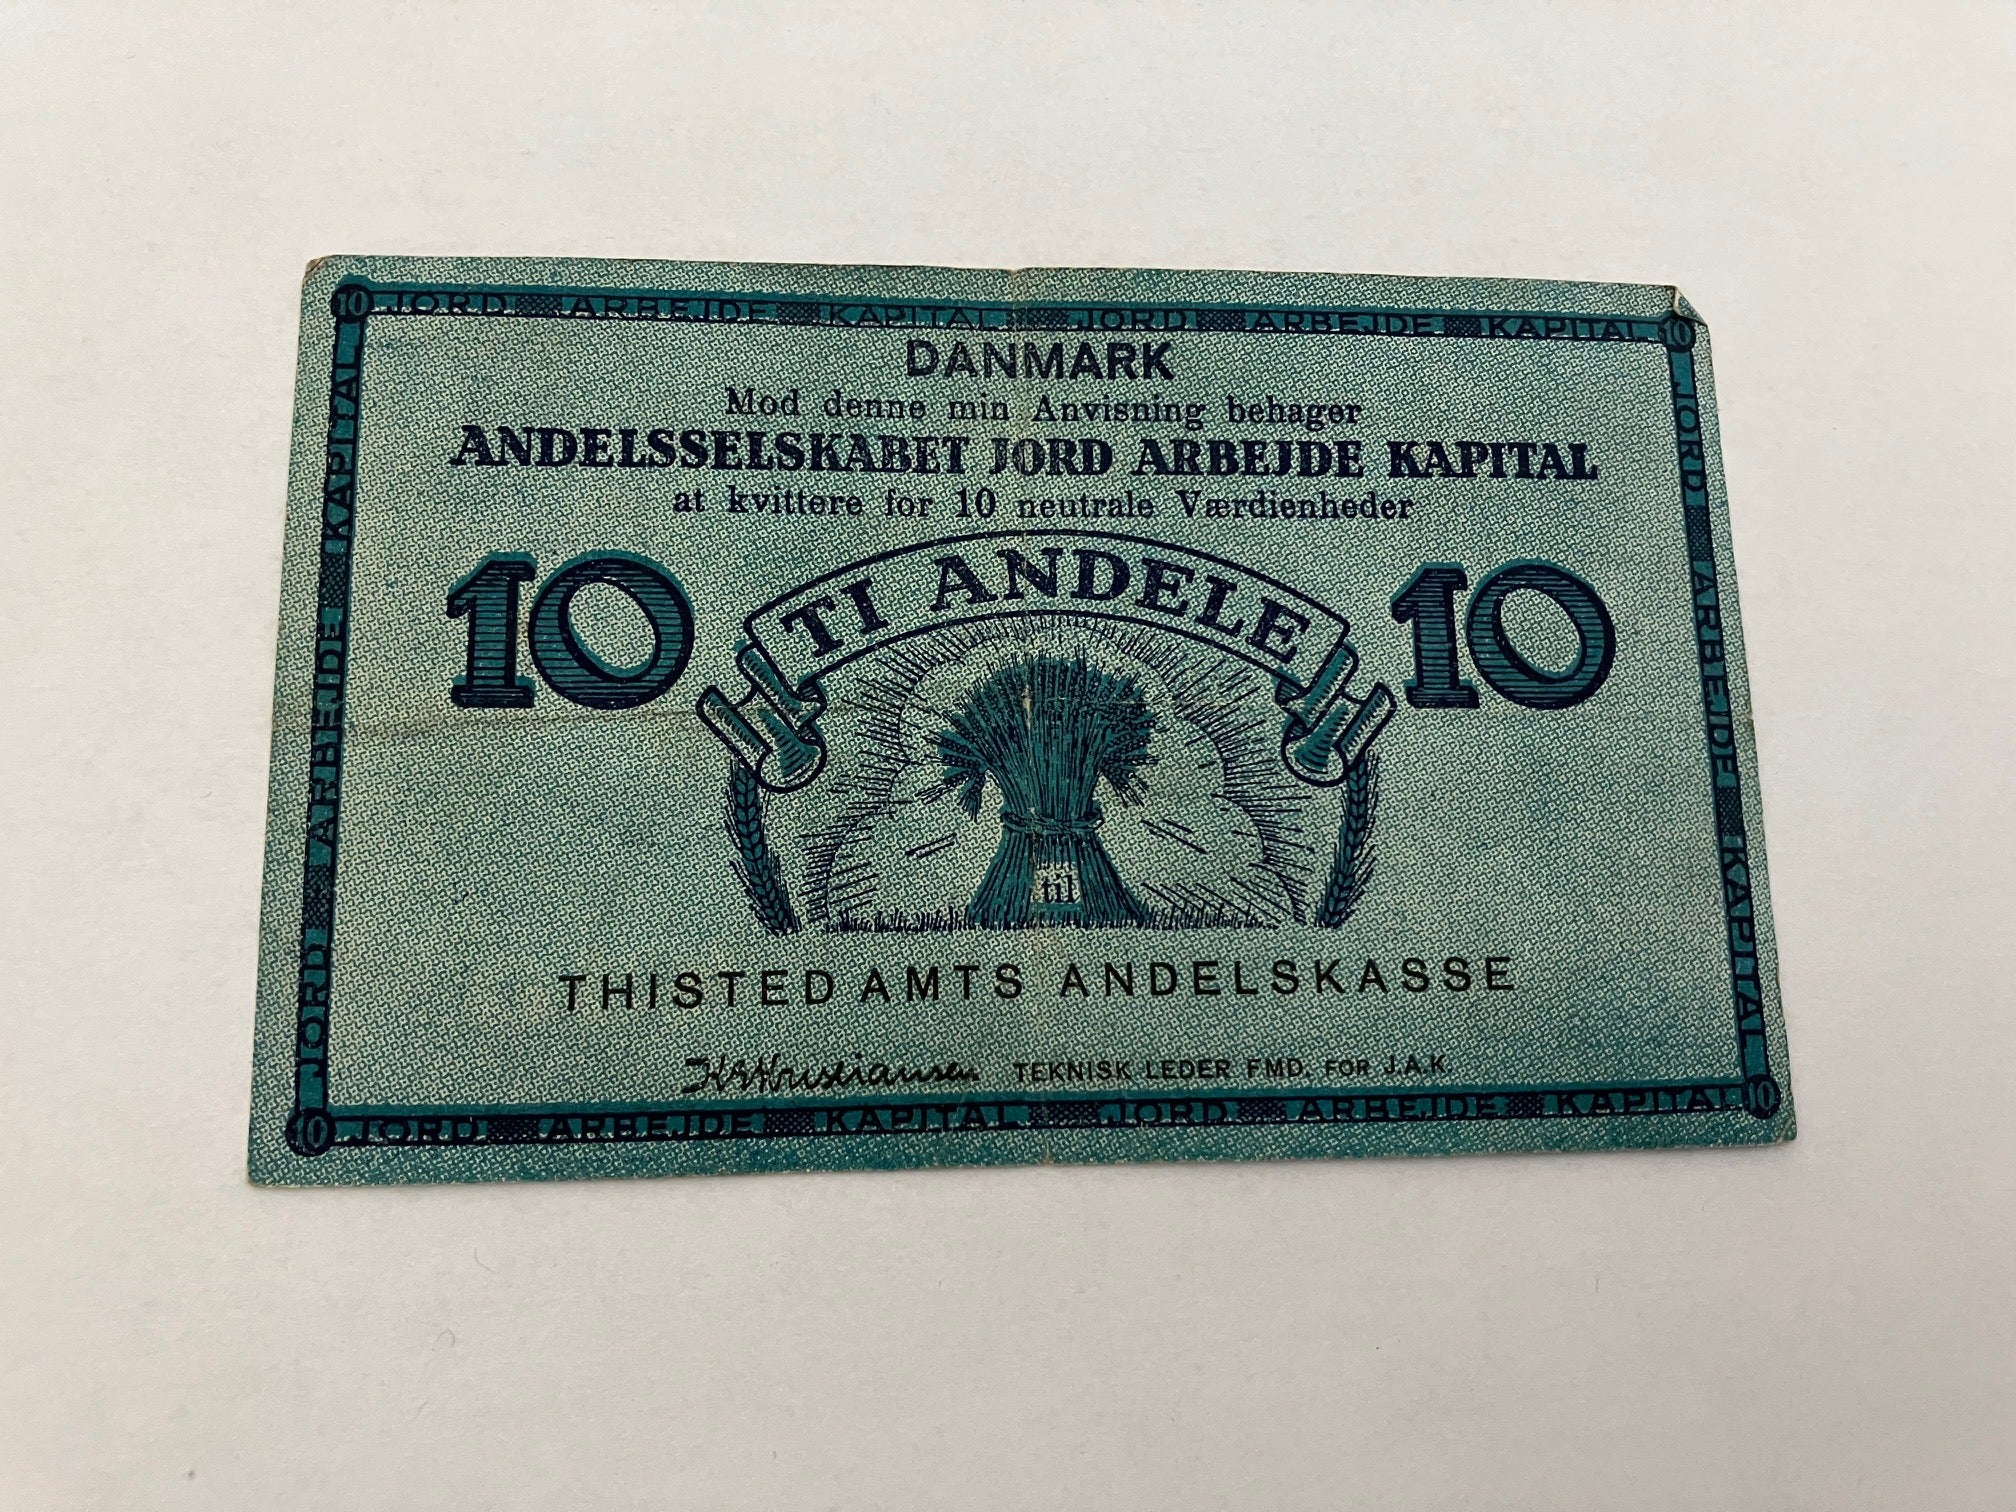 10 JORD ARBEJDE KAPITAL JORD ARBEJDE KAPITAL 10
DANMARK
Mod denne min Anvisning behager
ANDELSSELSKABET JORD ARBEJDE KAPITAL
at kvittere for 10 neutrale Værdienheder
10 TI ANDELE 10
til
THISTED AMTS ANDELSKASSE
K E Kristiansen TEKNISK LEDER FMD. FOR J.A.K.
JORD ARBEJDE KAPITAL
JORD ARBEJDE KAPITAL
10 JORD ARBEJDE KAPITAL JORD ARBEJDE KAPITAL 10